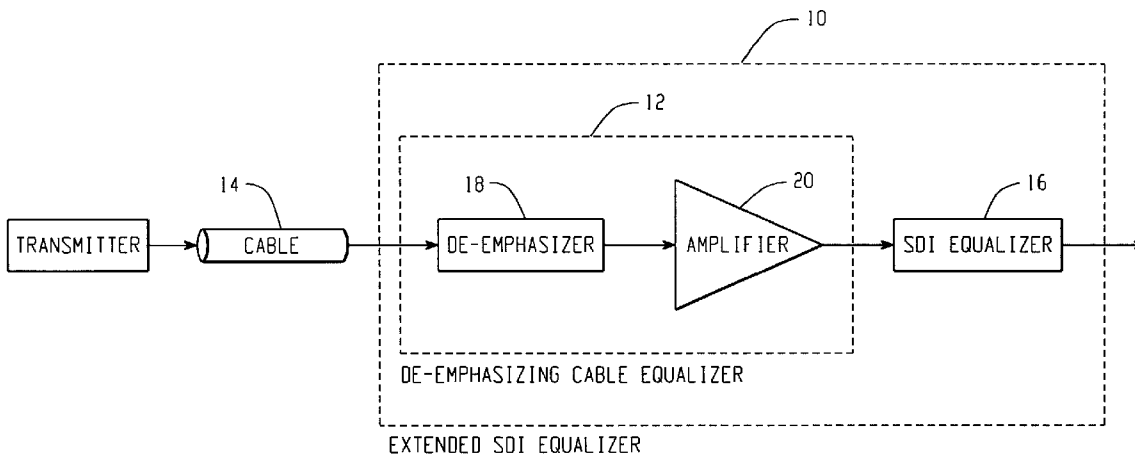 10
12
14
18
20
16
TRANSMITTER
CABLE
DE-EMPHASIZER
AMPLIFIER
SDI EQUALIZER
DE-EMPHASIZING CABLE EQUALIZER
EXTENDED SDI EQUALIZER